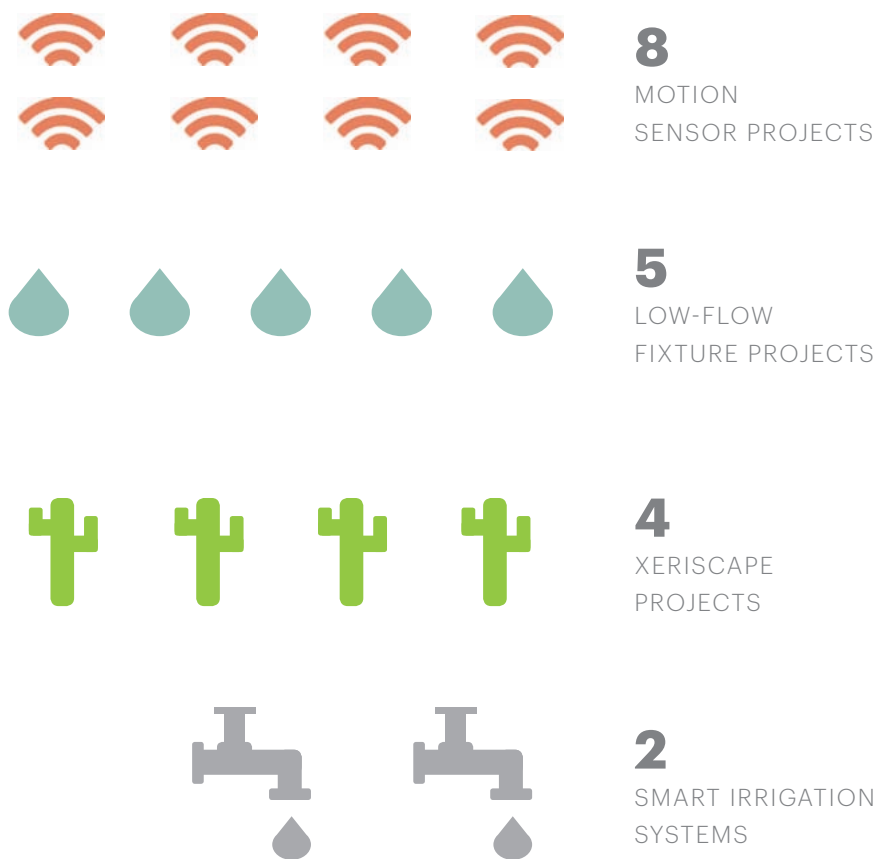 8
MOTION
SENSOR PROJECTS
5
LOW-FLOW
FIXTURE PROJECTS
4
XERISCAPE
PROJECTS
2
SMART IRRIGATION
SYSTEMS